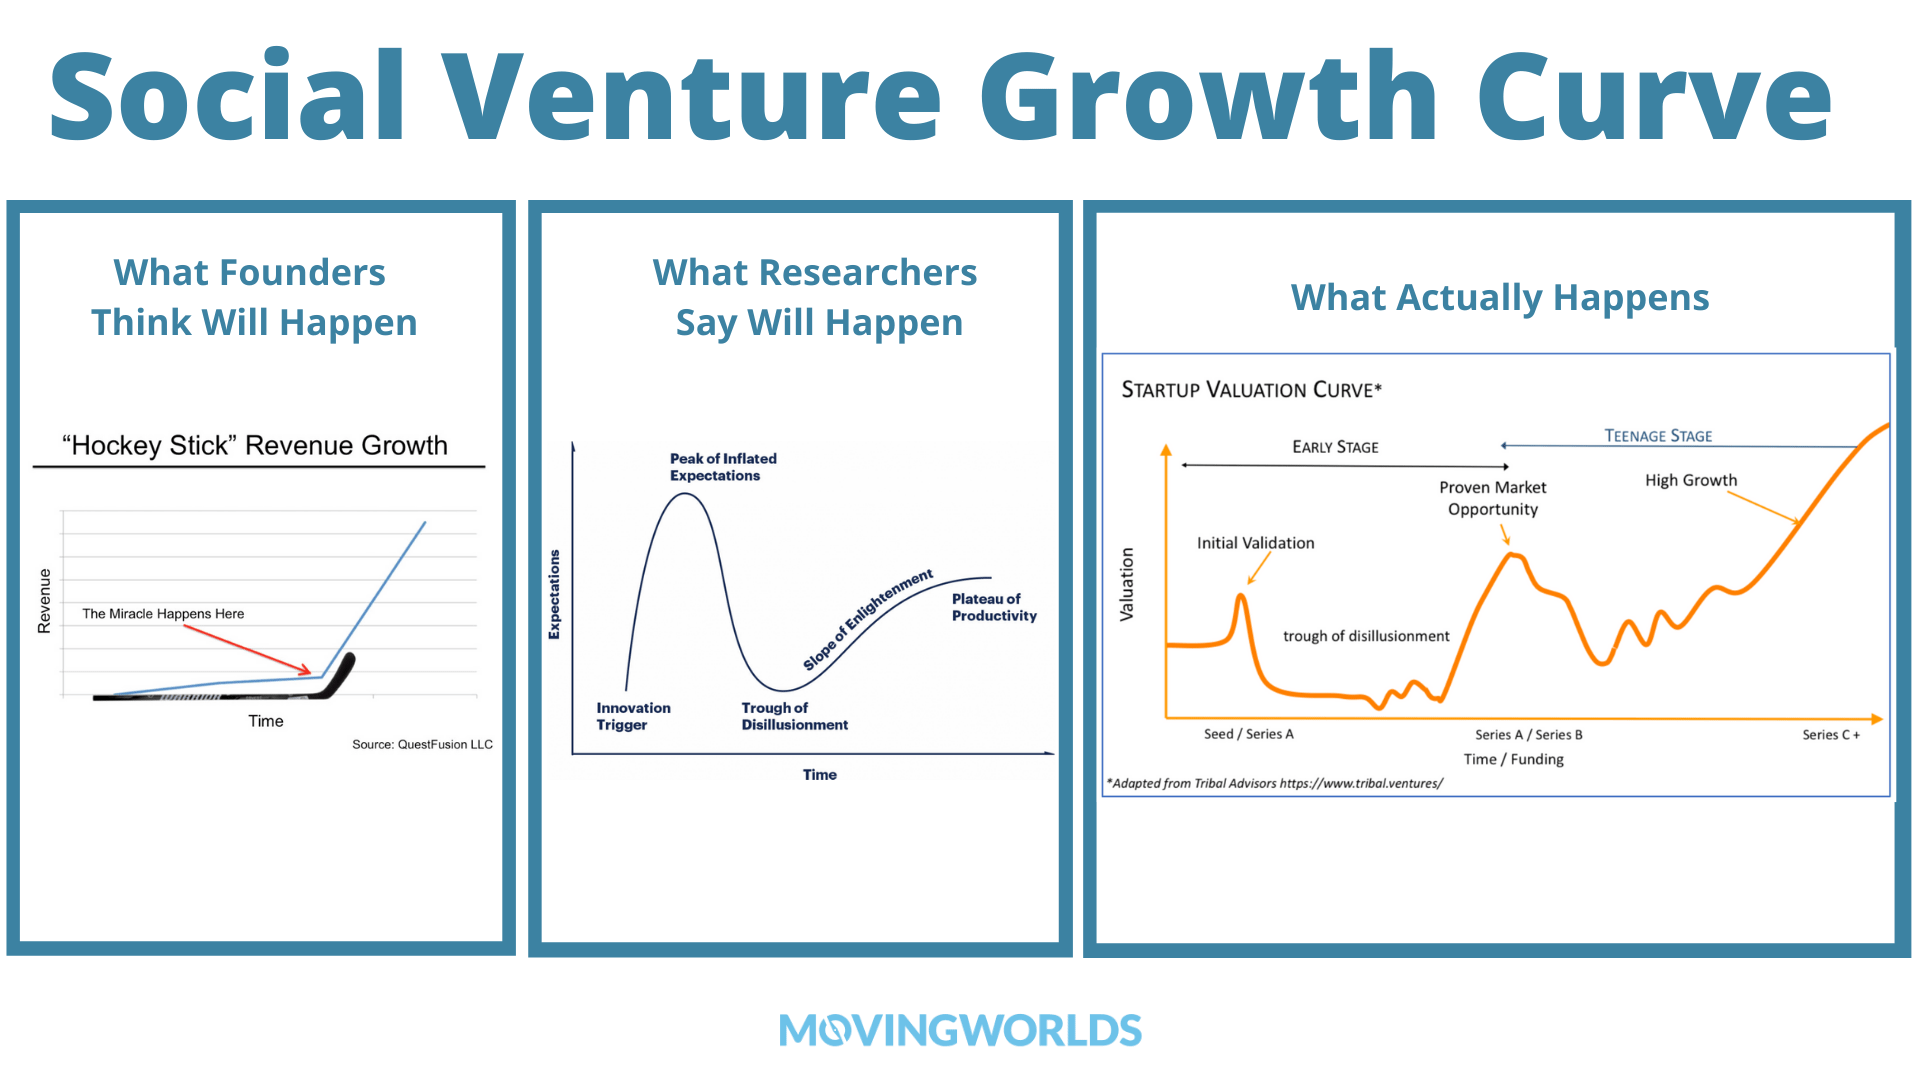 Social Venture Growth Curve
What Founders
Think Will Happen
“Hockey Stick” Revenue Growth
Revenue
The Miracle Happens Here
Time
Source: QuestFusion LLC
What Researchers
Say Will Happen
Peak of Inflated
Expectations
Expectations
Slope of Enlightenment
Plateau of
Productivity
Innovation
Trigger
Trough of
Disillusionment
Time
What Actually Happens
STARTUP VALUATION CURVE*
EARLY STAGE
TEENAGE STAGE
Proven Market
Opportunity
High Growth
Initial Validation
Valuation
trough of disillusionment
Seed / Series A
Series A / Series B
Series C +
Time / Funding
*Adapted from Tribal Advisors https://www.tribal.ventures/
MOVINGWORLDS